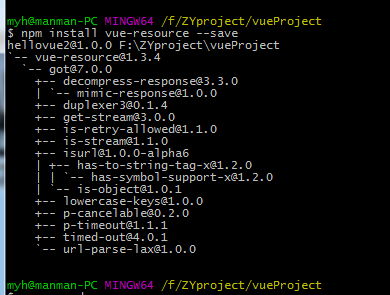 myh@manman-PC MINGW64 /f/ZYproject/vueProject
$ npm install vue-resource --save
hellovue2@1.0.0 F:\ZYproject\vueProject
`-- vue-resource@1.3.4
  `-- got@7.0.0
    +-- decompress-response@3.3.0
    | `-- mimic-response@1.0.0
    +-- duplexer3@0.1.4
    +-- get-stream@3.0.0
    +-- is-retry-allowed@1.1.0
    +-- is-stream@1.1.0
    +-- isurl@1.0.0-alpha6
    | +-- has-to-string-tag-x@1.2.0
    | | `-- has-symbol-support-x@1.2.0
    | `-- is-object@1.0.1
    +-- lowercase-keys@1.0.0
    +-- p-cancelable@0.2.0
    +-- p-timeout@1.1.1
    +-- timed-out@4.0.1
    `-- url-parse-lax@1.0.0
myh@manman-PC MINGW64 /f/ZYproject/vueProject